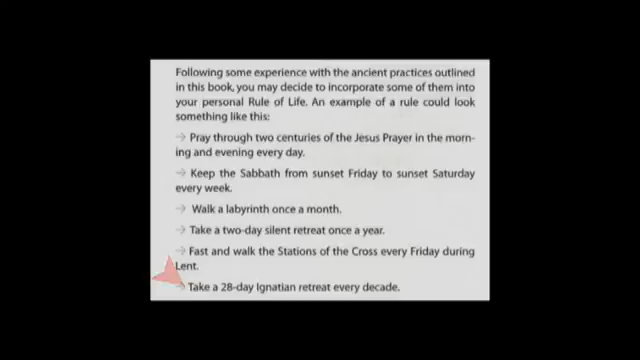 Following some experience with the ancient practices outlined
in this book, you may decide to incorporate some of them into
your personal Rule of Life. An example of a rule could look
something like this:
→ Pray through two centuries of the Jesus Prayer in the morn-
ing and evening every day.
→ Keep the Sabbath from sunset Friday to sunset Saturday
every week.
→ Walk a labyrinth once a month.
→ Take a two-day silent retreat once a year.
→ Fast and walk the Stations of the Cross every Friday during
Lent.
→ Take a 28-day Ignatian retreat every decade.